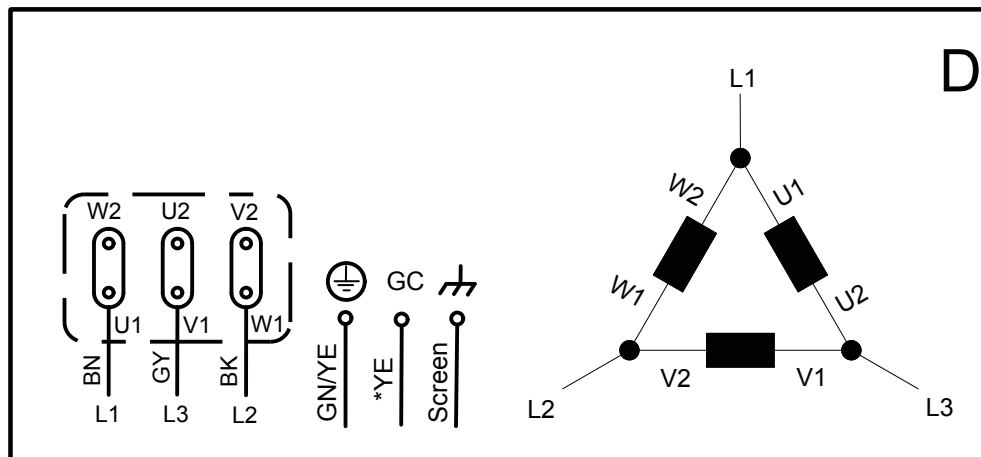 D
L1
W2
U1
W1
U2
V2
V1
L2
L3
W2 U2 V2
U1 V1 W1
BN GY BK
L1 L3 L2
GC
GN/YE *YE Screen